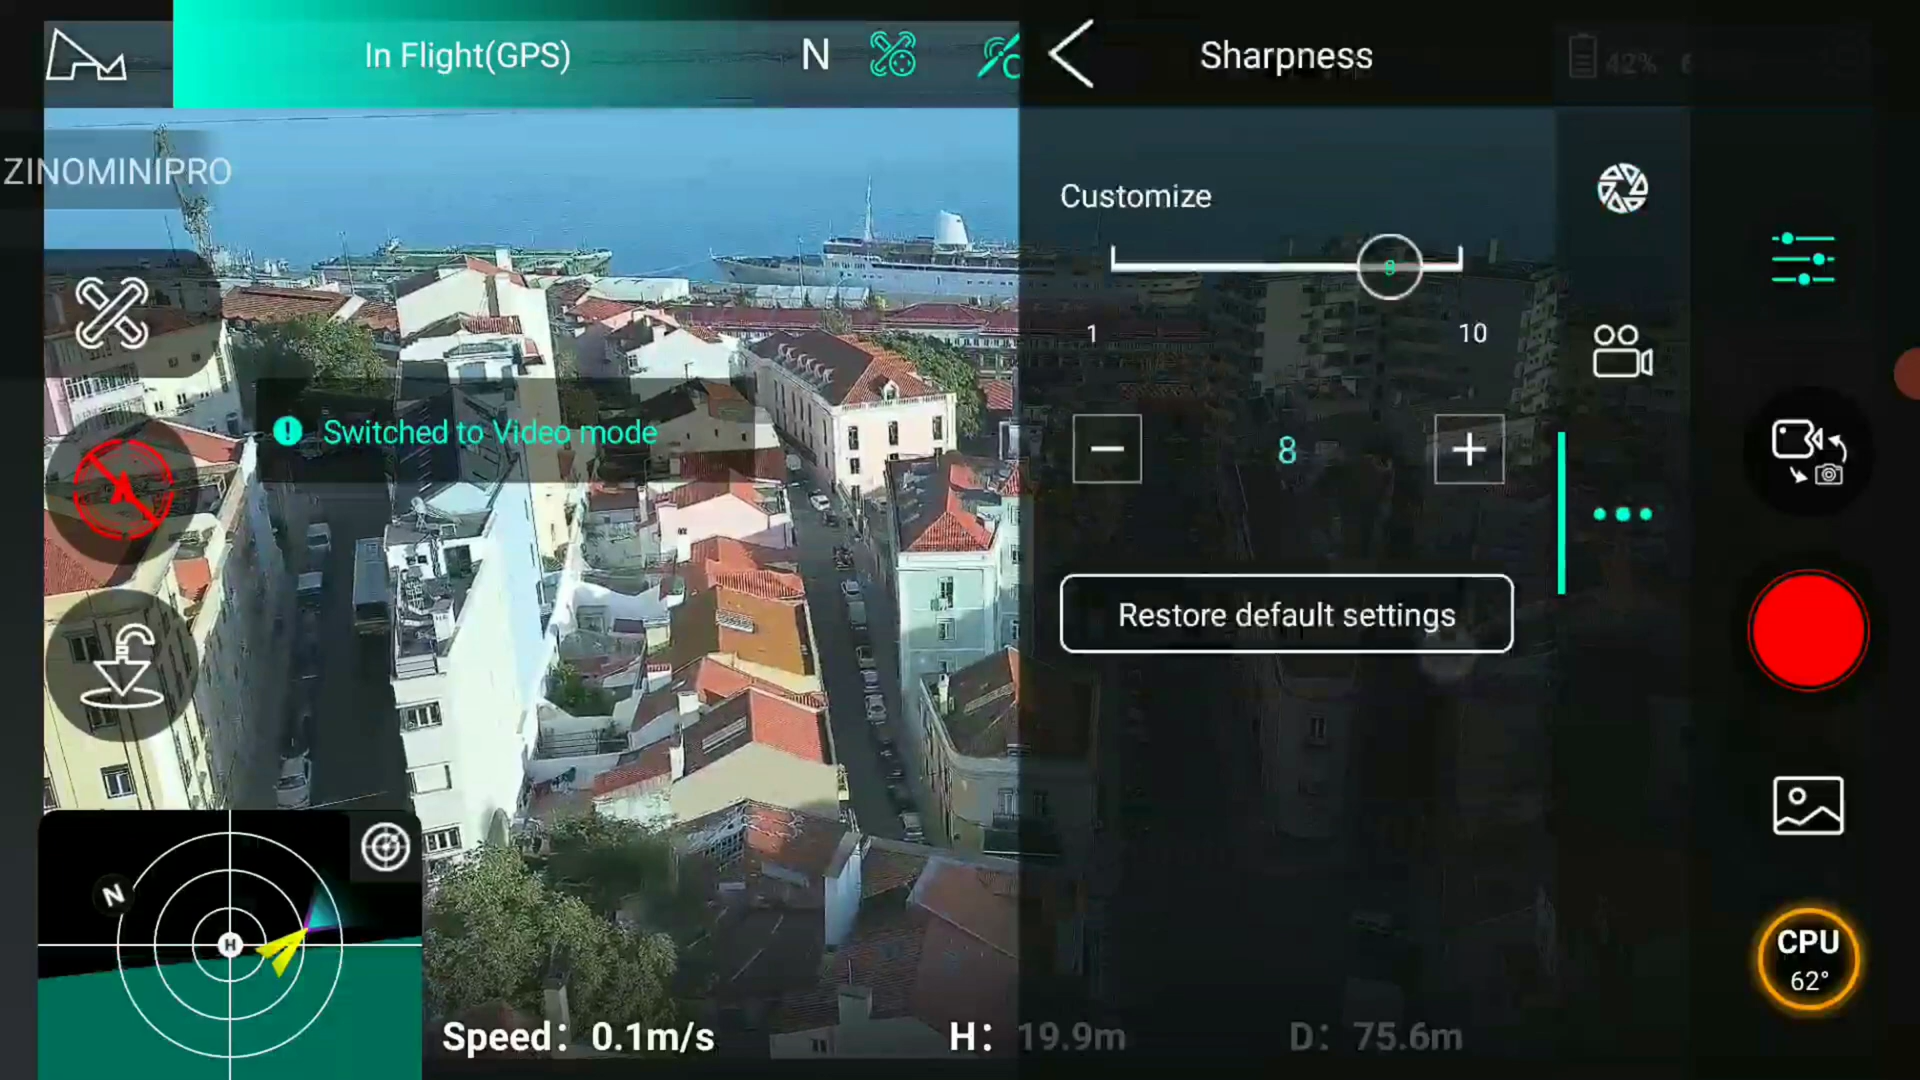 In Flight(GPS)
N
Sharpness
42%
ZINOMINIPRO
Customize
1
10
Switched to Video mode
8
Restore default settings
N
H
CPU
62°
Speed: 0.1m/s
H: 19.9m
D: 75.6m